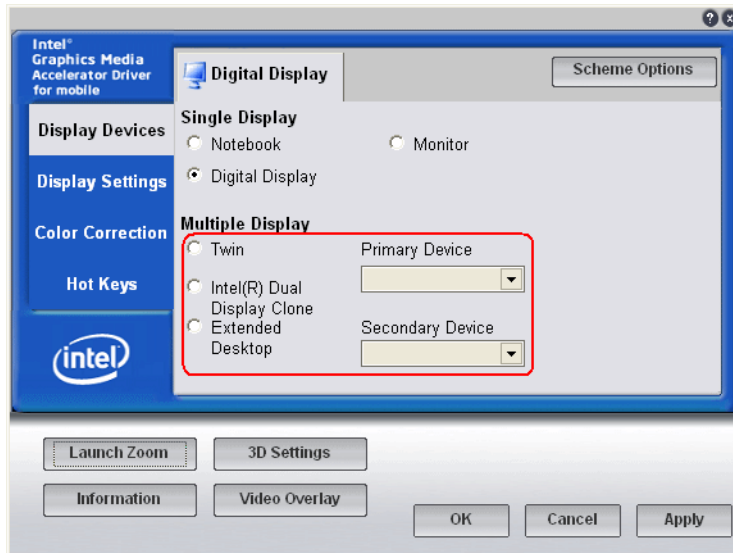 Intel®
Graphics Media
Accelerator Driver
for mobile
Digital Display
Scheme Options
Display Devices
Display Settings
Color Correction
Hot Keys
intel
Single Display
Notebook
Monitor
Digital Display
Multiple Display
Twin
Primary Device
Intel(R) Dual
Display Clone
Extended
Desktop
Secondary Device
Launch Zoom
3D Settings
Information
Video Overlay
OK
Cancel
Apply